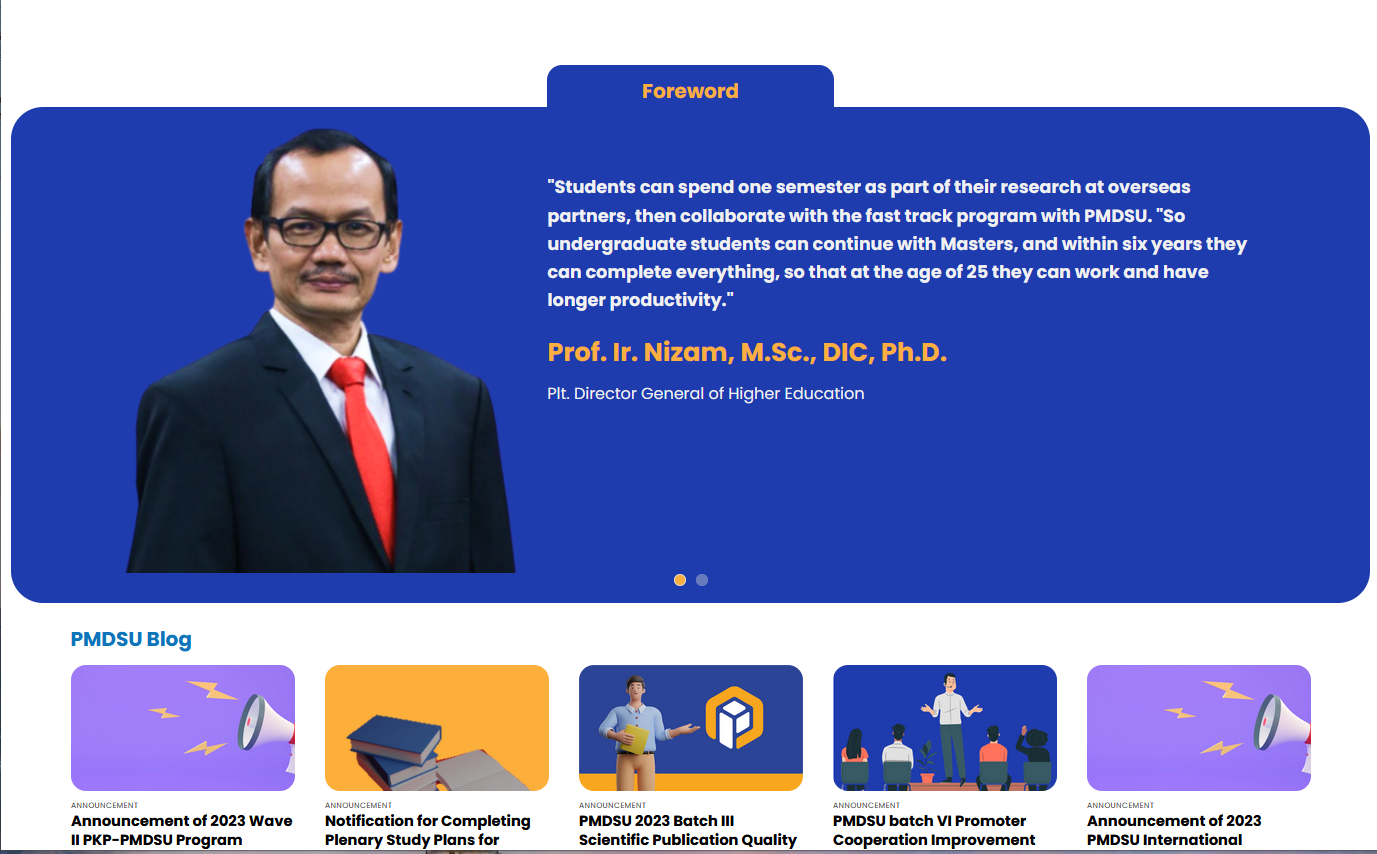 Foreword
"Students can spend one semester as part of their research at overseas
partners, then collaborate with the fast track program with PMDSU. "So
undergraduate students can continue with Masters, and within six years they
can complete everything, so that at the age of 25 they can work and have
longer productivity."
Prof. Ir. Nizam, M.Sc., DIC, Ph.D.
Plt. Director General of Higher Education
PMDSU Blog
ANNOUNCEMENT
Announcement of 2023 Wave
II PKP-PMDSU Program
ANNOUNCEMENT
Notification for Completing
Plenary Study Plans for
ANNOUNCEMENT
PMDSU 2023 Batch III
Scientific Publication Quality
ANNOUNCEMENT
PMDSU batch VI Promoter
Cooperation Improvement
ANNOUNCEMENT
Announcement of 2023
PMDSU International